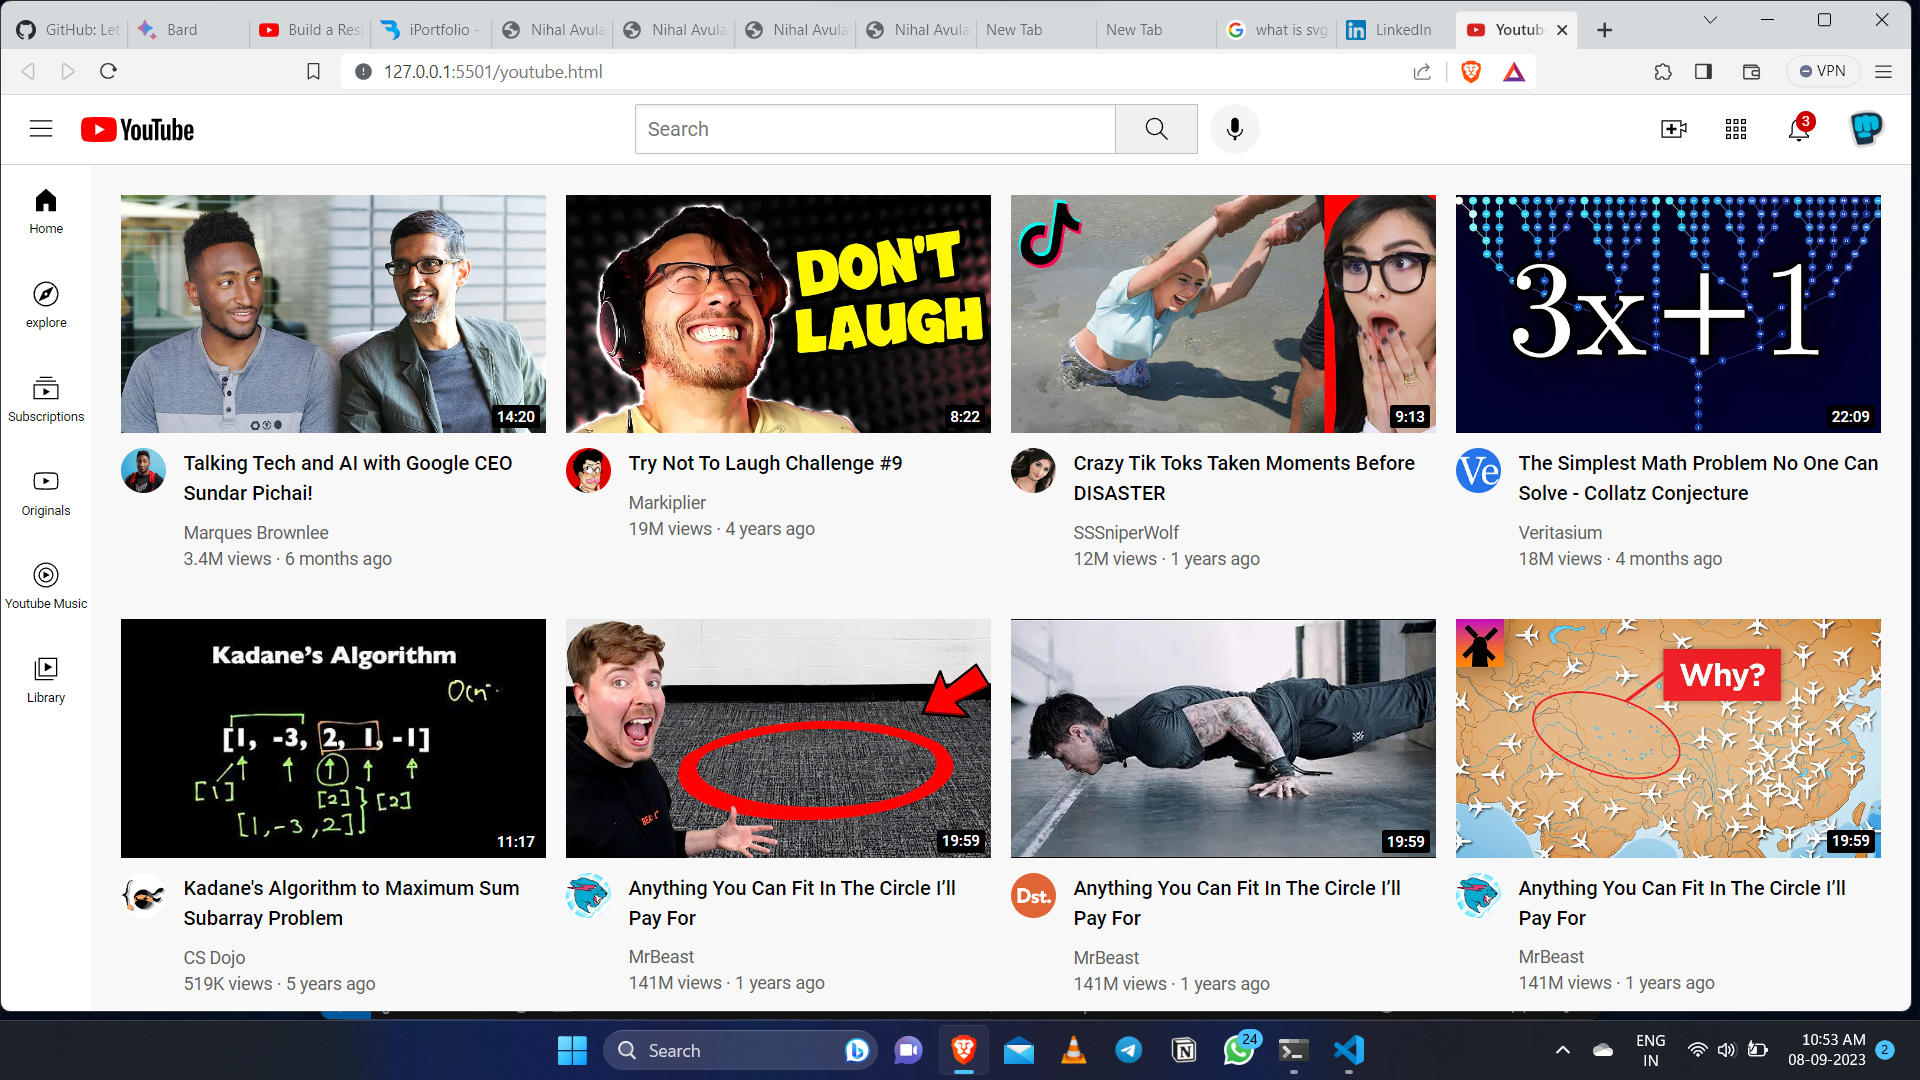 GitHub: Let
Bard
Build a Res
iPortfolio -
Nihal Avula
Nihal Avula
Nihal Avula
Nihal Avula
New Tab
New Tab
what is svg
LinkedIn
Youtub
127.0.0.1:5501/youtube.html
VPN
YouTube
Search
3
Home
explore
Subscriptions
Originals
Youtube Music
Library
14:20
Talking Tech and AI with Google CEO
Sundar Pichai!
Marques Brownlee
3.4M views · 6 months ago
DON'T
LAUGH
8:22
Try Not To Laugh Challenge #9
Markiplier
19M views · 4 years ago
9:13
Crazy Tik Toks Taken Moments Before
DISASTER
SSSniperWolf
12M views · 1 years ago
3x+1
22:09
Ve
The Simplest Math Problem No One Can
Solve - Collatz Conjecture
Veritasium
18M views · 4 months ago
Kadane's Algorithm
[1, -3, 2, 1, -1]
[1]
[2]
[2]
[1, -3, 2]
11:17
Kadane's Algorithm to Maximum Sum
Subarray Problem
CS Dojo
519K views · 5 years ago
19:59
Anything You Can Fit In The Circle I'll
Pay For
MrBeast
141M views · 1 years ago
19:59
Dst.
Anything You Can Fit In The Circle I'll
Pay For
MrBeast
141M views · 1 years ago
Why?
19:59
Anything You Can Fit In The Circle I'll
Pay For
MrBeast
141M views · 1 years ago
Search
24
ENG
IN
10:53 AM
08-09-2023
2